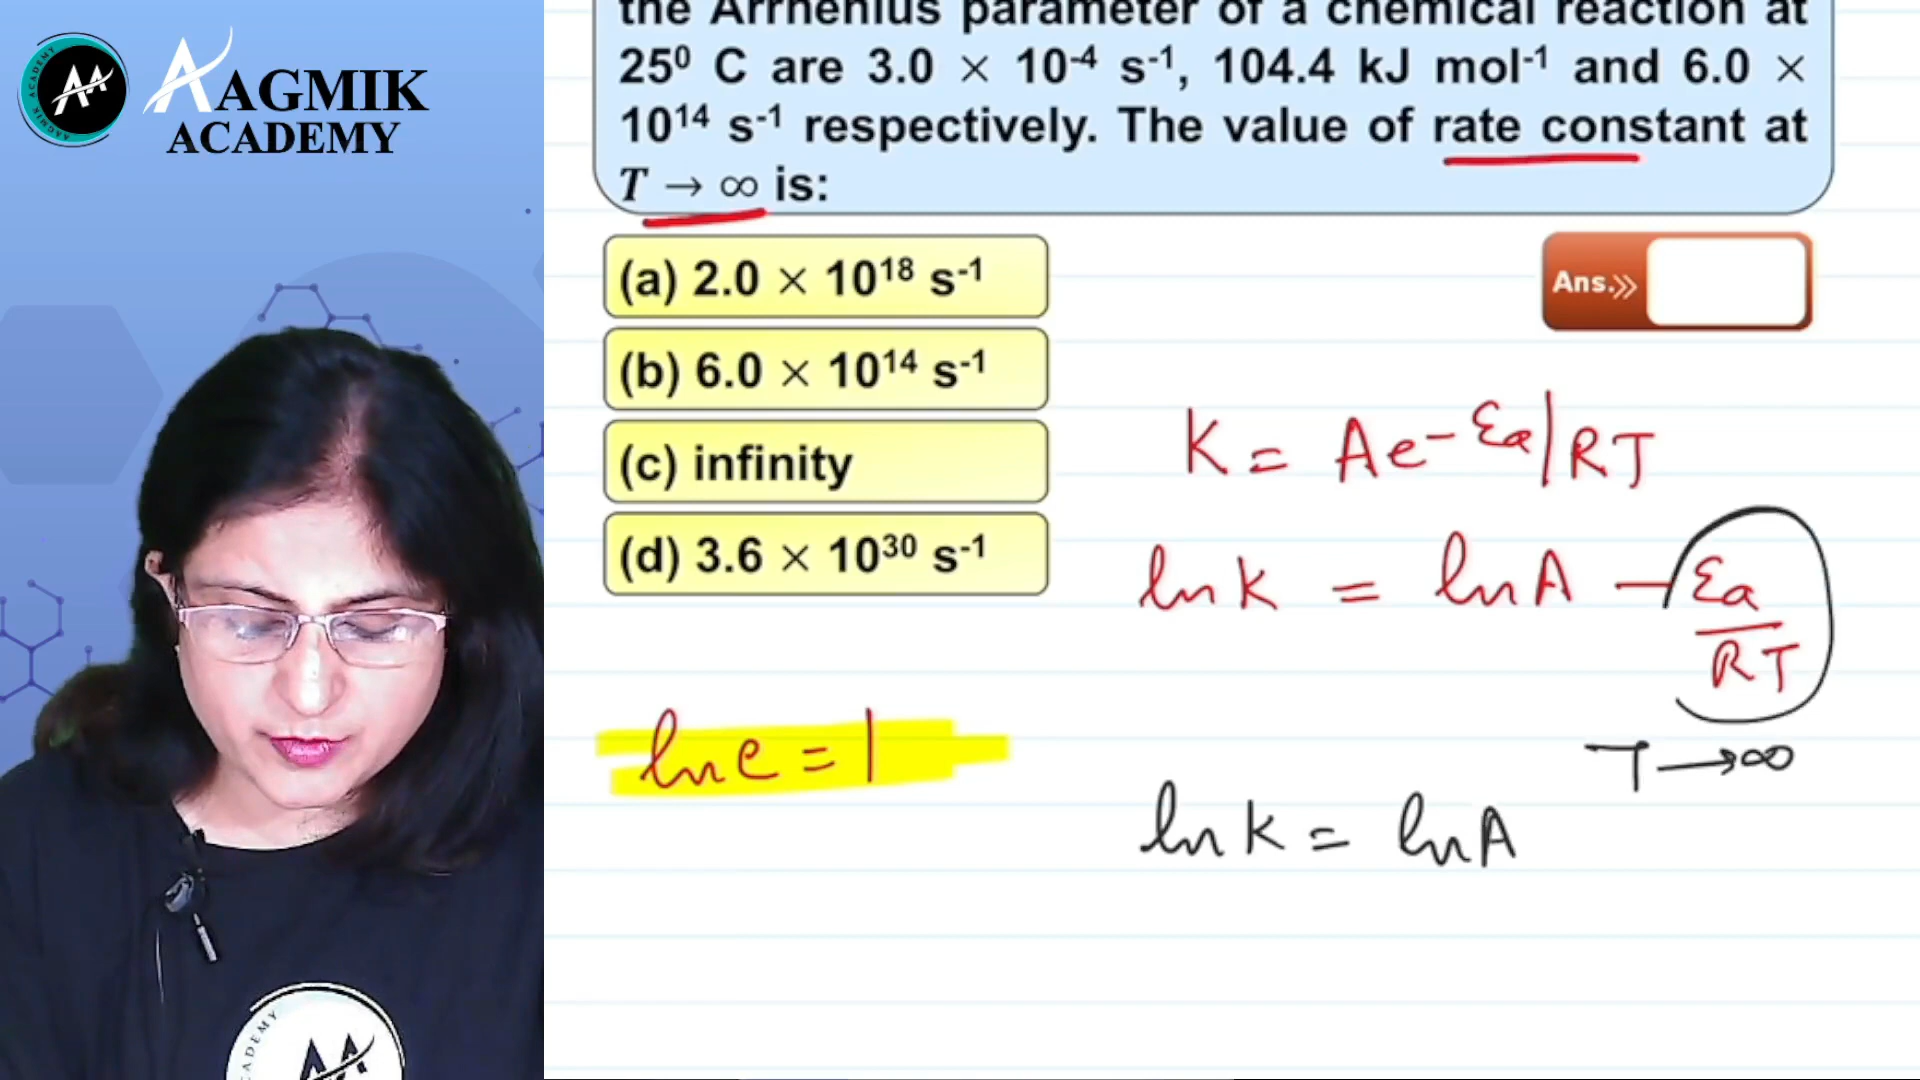 AAGMIK
ACADEMY
the Arrhenius parameter of a chemical reaction at
25⁰ C are 3.0 × 10⁻⁴ s⁻¹, 104.4 kJ mol⁻¹ and 6.0 ×
10¹⁴ s⁻¹ respectively. The value of rate constant at
T → ∞ is:
(a) 2.0 × 10¹⁸ s⁻¹
(b) 6.0 × 10¹⁴ s⁻¹
(c) infinity
(d) 3.6 × 10³⁰ s⁻¹
Ans.
K = Ae^-Ea/RT
ln K = ln A - Ea/RT
T → ∞
ln e = 1
ln K = ln A
AAGMIK ACADEMY
ACADEMY